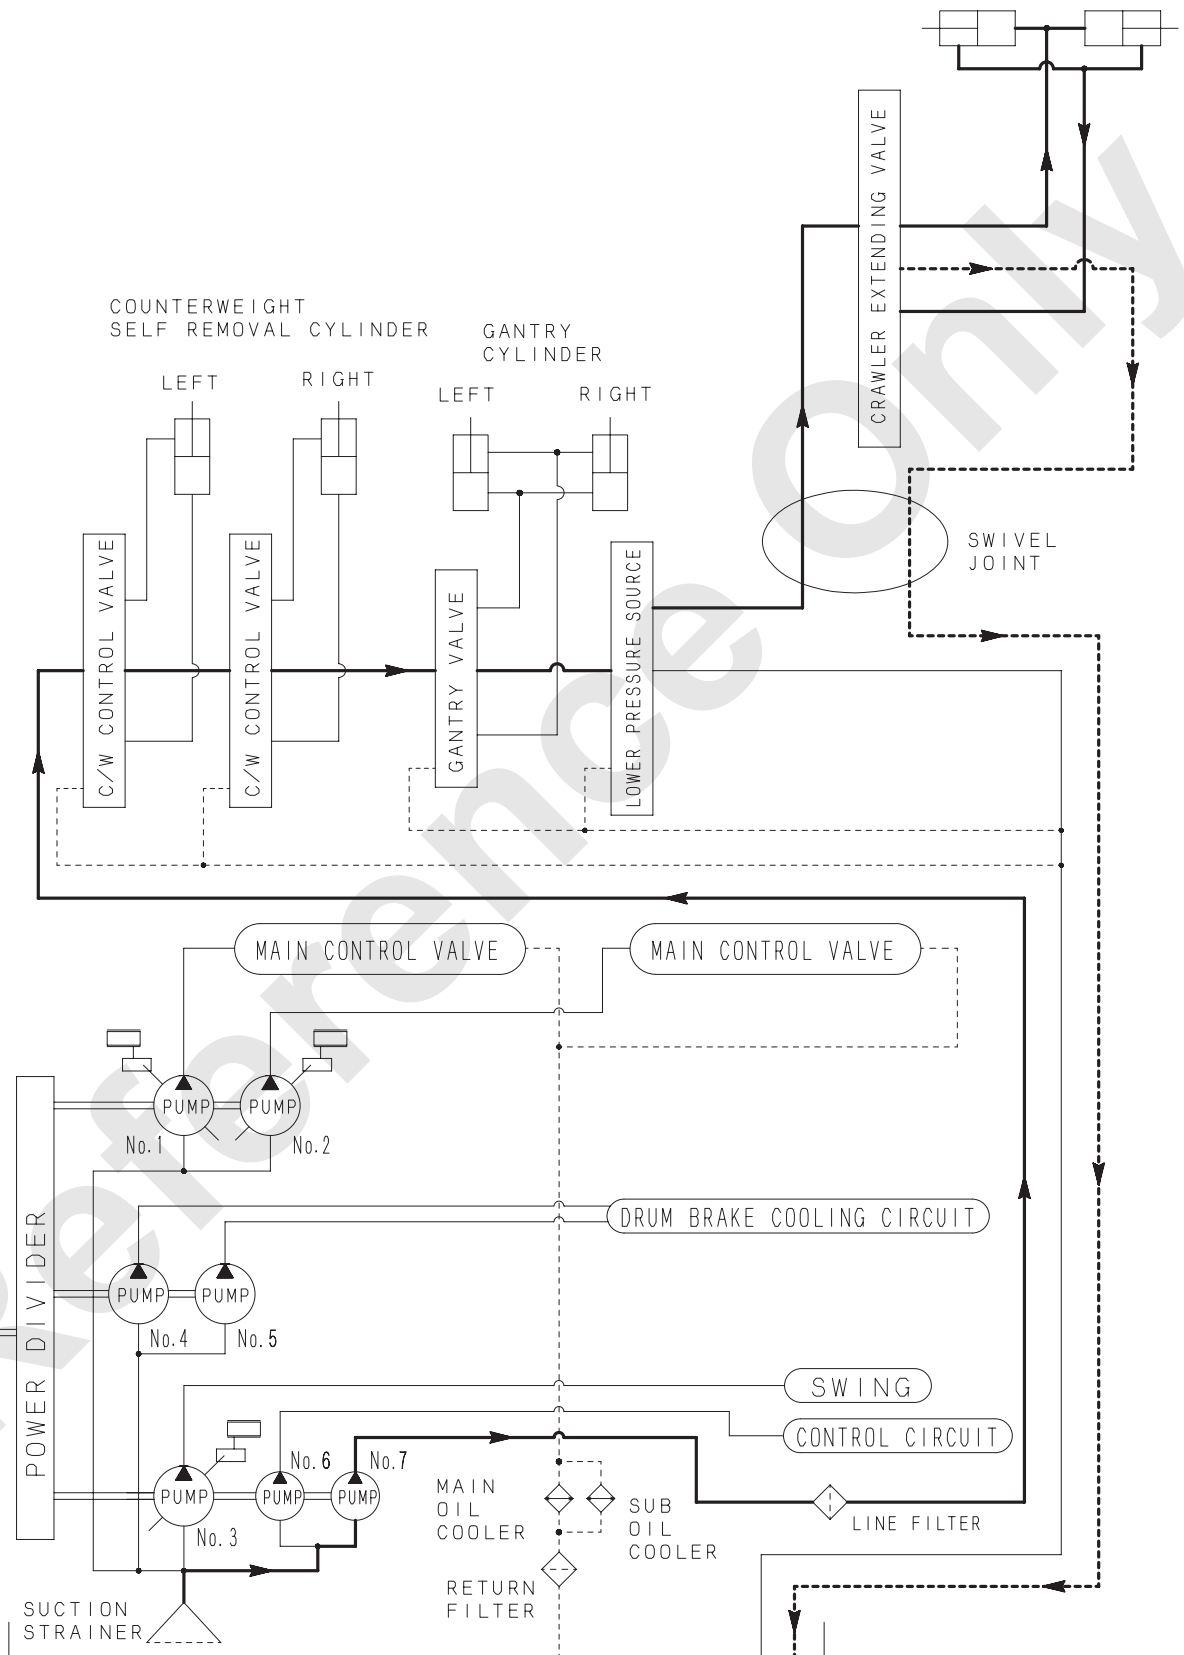 CRAWLER EXTENDING VALVE
COUNTERWEIGHT
SELF REMOVAL CYLINDER
LEFT
RIGHT
GANTRY
CYLINDER
LEFT
RIGHT
SWIVEL
JOINT
C/W CONTROL VALVE
C/W CONTROL VALVE
GANTRY VALVE
LOWER PRESSURE SOURCE
MAIN CONTROL VALVE
MAIN CONTROL VALVE
PUMP
PUMP
No.1
No.2
DRUM BRAKE COOLING CIRCUIT
POWER DIVIDER
PUMP
PUMP
No.4
No.5
SWING
CONTROL CIRCUIT
No.6
No.7
PUMP
PUMP
PUMP
No.3
MAIN
OIL
COOLER
SUB
OIL
COOLER
LINE FILTER
RETURN
FILTER
SUCTION
STRAINER
Reference Only